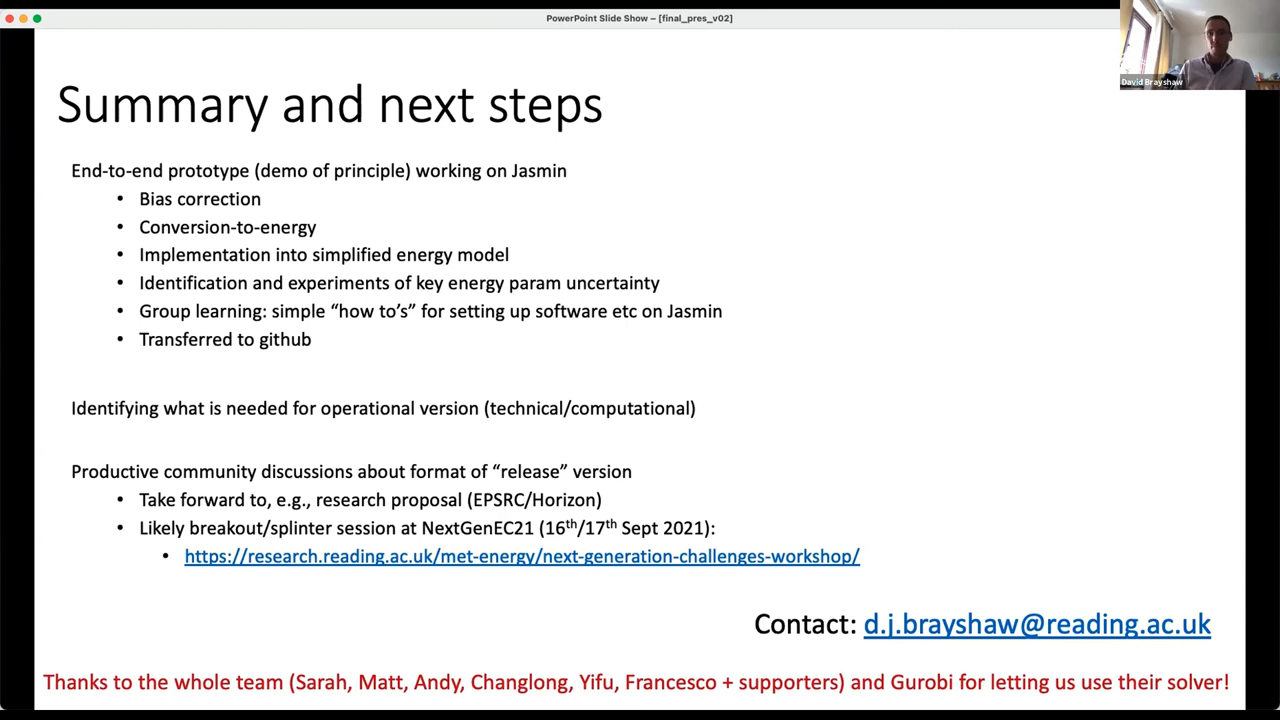 PowerPoint Slide Show – [final_pres_v02]
David Brayshaw
Summary and next steps
End-to-end prototype (demo of principle) working on Jasmin
• Bias correction
• Conversion-to-energy
• Implementation into simplified energy model
• Identification and experiments of key energy param uncertainty
• Group learning: simple “how to’s” for setting up software etc on Jasmin
• Transferred to github
Identifying what is needed for operational version (technical/computational)
Productive community discussions about format of “release” version
• Take forward to, e.g., research proposal (EPSRC/Horizon)
• Likely breakout/splinter session at NextGenEC21 (16th/17th Sept 2021):
• https://research.reading.ac.uk/met-energy/next-generation-challenges-workshop/
Contact: d.j.brayshaw@reading.ac.uk
Thanks to the whole team (Sarah, Matt, Andy, Changlong, Yifu, Francesco + supporters) and Gurobi for letting us use their solver!